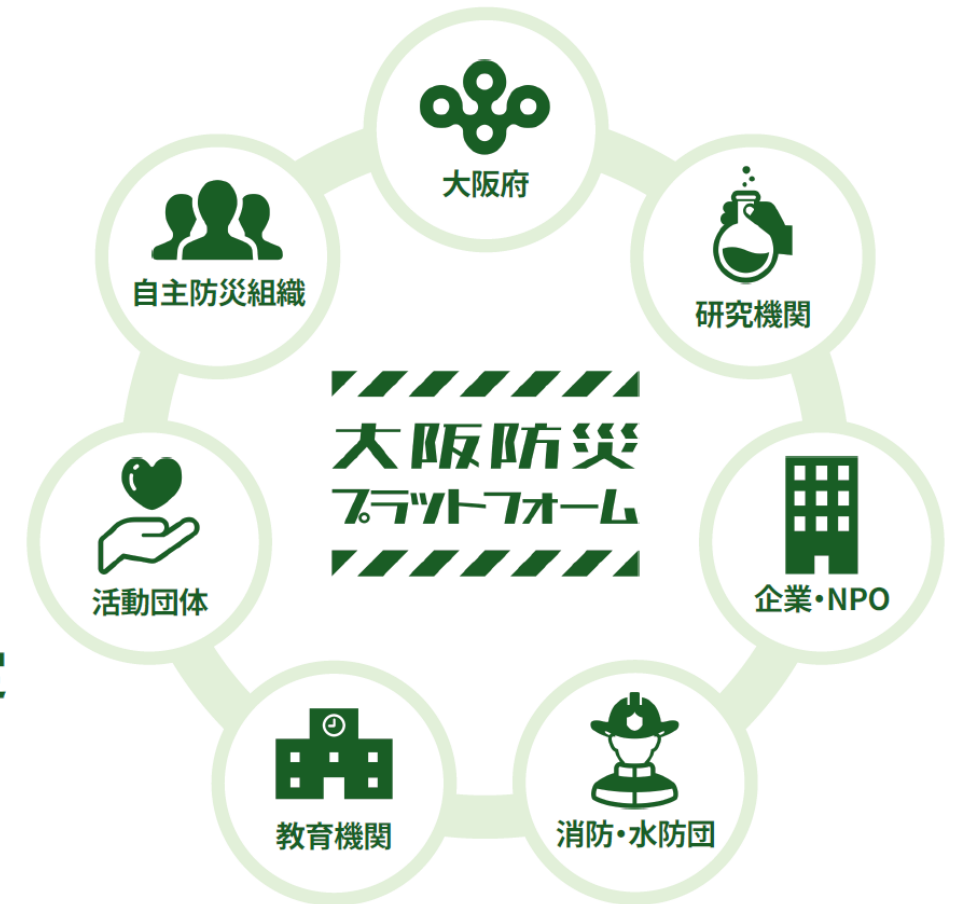 大阪府
自主防災組織
研究機関
大阪防災
プラットフォーム
活動団体
企業・NPO
教育機関
消防・水防団